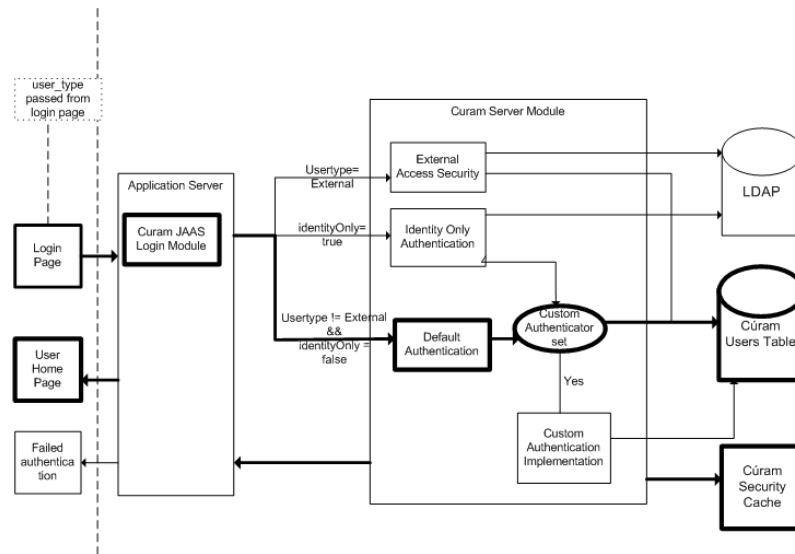 user_type
passed from
login page
Curam Server Module
Application Server
Usertype=
External
External
Access Security
LDAP
Login
Page
Curam JAAS
Login Module
identityOnly=
true
Identity Only
Authentication
Usertype != External
&&
identityOnly =
false
Default
Authentication
Custom
Authenticator
set
Cúram
Users Table
User
Home
Page
Yes
Failed
authentica
tion
Custom
Authentication
Implementation
Cúram
Security
Cache